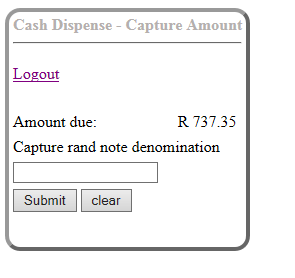 Cash Dispense - Capture Amount
Logout
Amount due: R 737.35
Capture rand note denomination
Submit clear